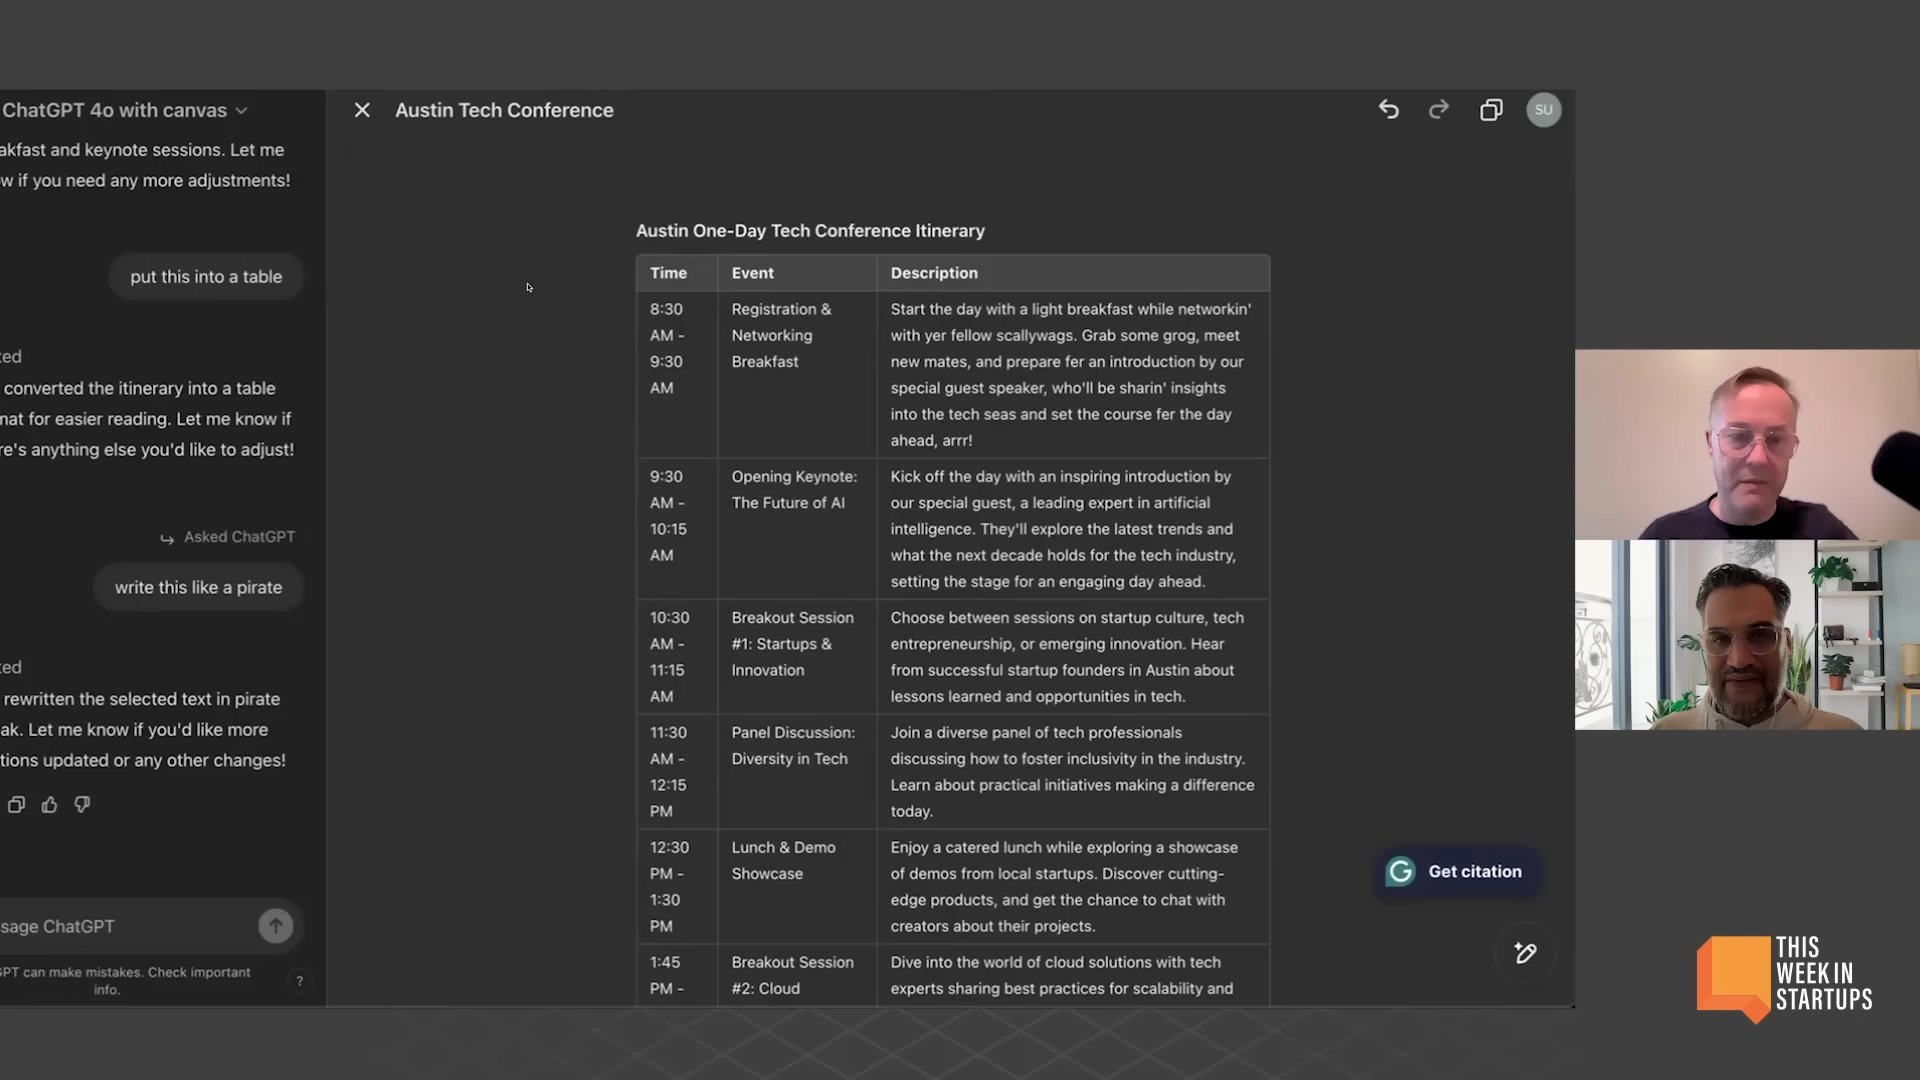 ChatGPT 4o with canvas
akfast and keynote sessions. Let me
w if you need any more adjustments!
put this into a table
ted
converted the itinerary into a table
mat for easier reading. Let me know if
re's anything else you'd like to adjust!
Asked ChatGPT
write this like a pirate
ted
rewritten the selected text in pirate
ak. Let me know if you'd like more
tions updated or any other changes!
sage ChatGPT
PT can make mistakes. Check important
info.
?
Austin Tech Conference
SU
Austin One-Day Tech Conference Itinerary
Time Event Description
8:30
AM -
9:30
AM
Registration &
Networking
Breakfast
Start the day with a light breakfast while networkin'
with yer fellow scallywags. Grab some grog, meet
new mates, and prepare fer an introduction by our
special guest speaker, who'll be sharin' insights
into the tech seas and set the course fer the day
ahead, arrr!
9:30
AM -
10:15
AM
Opening Keynote:
The Future of AI
Kick off the day with an inspiring introduction by
our special guest, a leading expert in artificial
intelligence. They'll explore the latest trends and
what the next decade holds for the tech industry,
setting the stage for an engaging day ahead.
10:30
AM -
11:15
AM
Breakout Session
#1: Startups &
Innovation
Choose between sessions on startup culture, tech
entrepreneurship, or emerging innovation. Hear
from successful startup founders in Austin about
lessons learned and opportunities in tech.
11:30
AM -
12:15
PM
Panel Discussion:
Diversity in Tech
Join a diverse panel of tech professionals
discussing how to foster inclusivity in the industry.
Learn about practical initiatives making a difference
today.
12:30
PM -
1:30
PM
Lunch & Demo
Showcase
Enjoy a catered lunch while exploring a showcase
of demos from local startups. Discover cutting-
edge products, and get the chance to chat with
creators about their projects.
1:45
PM -
Breakout Session
#2: Cloud
Dive into the world of cloud solutions with tech
experts sharing best practices for scalability and
G Get citation
THIS
WEEK IN
STARTUPS